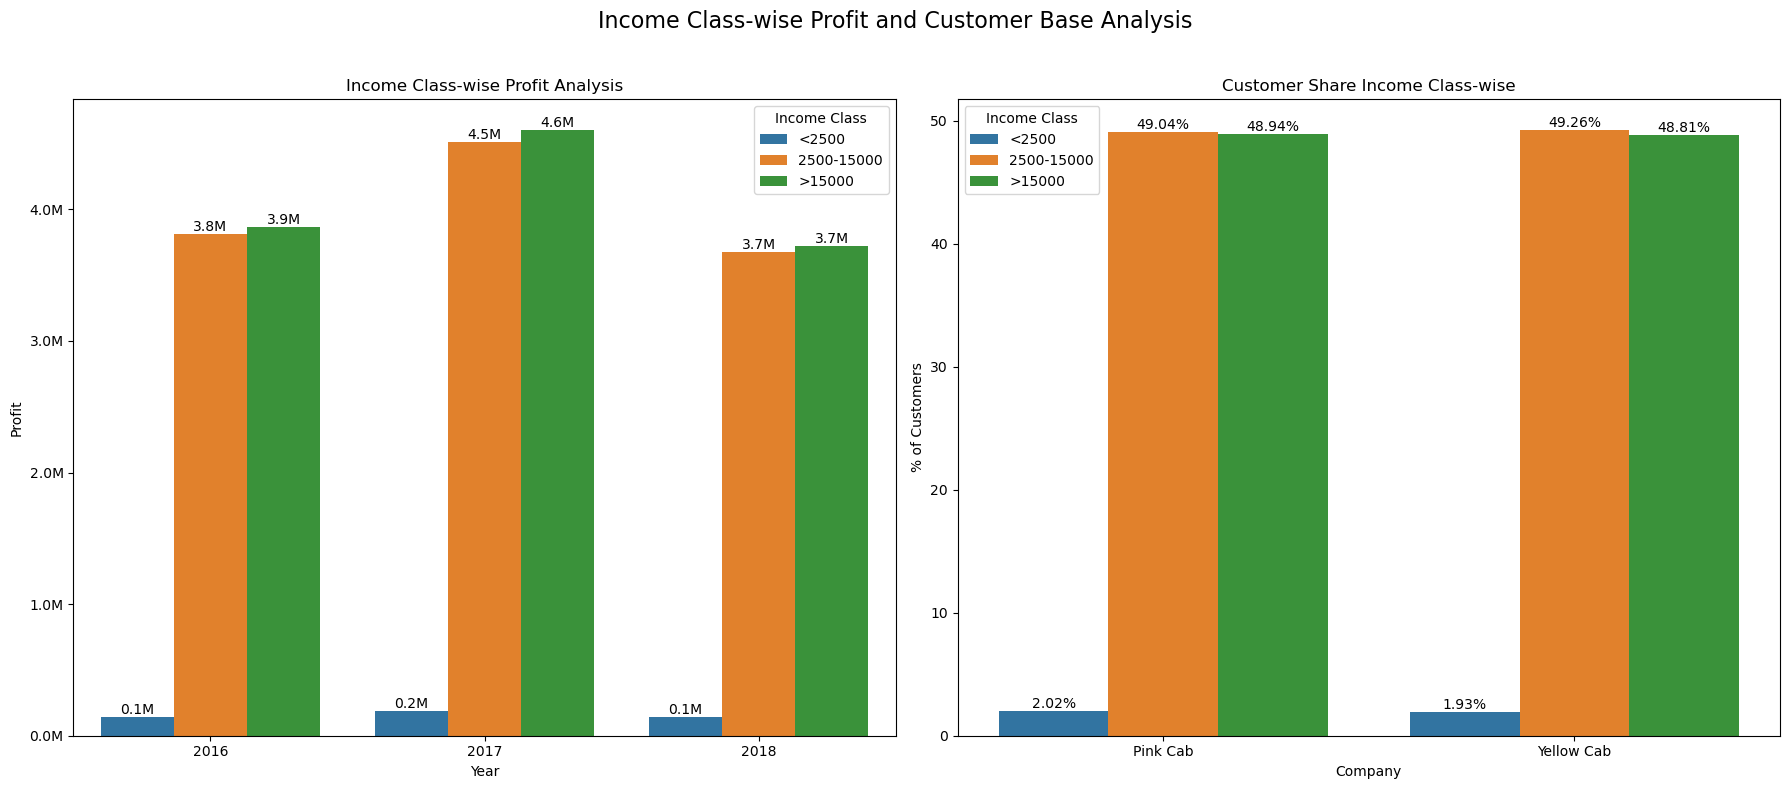 Income Class-wise Profit and Customer Base Analysis
Income Class-wise Profit Analysis
Income Class
<2500
2500-15000
>15000
4.0M
3.0M
2.0M
1.0M
0.0M
Profit
0.1M
3.8M
3.9M
0.2M
4.5M
4.6M
0.1M
3.7M
3.7M
2016
2017
2018
Year
Customer Share Income Class-wise
Income Class
<2500
2500-15000
>15000
50
40
30
20
10
0
% of Customers
2.02%
49.04%
48.94%
1.93%
49.26%
48.81%
Pink Cab
Yellow Cab
Company